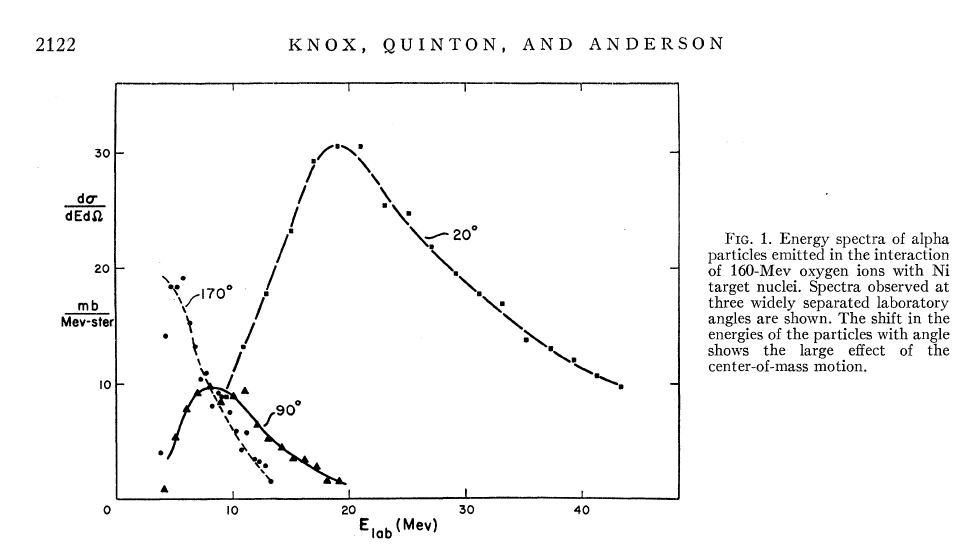 2122 KNOX, QUINTON, AND ANDERSON
30
dσ
dEdΩ
20°
20
170°
mb
Mev-ster
10
90°
0 10 20 30 40
E lab (Mev)
FIG. 1. Energy spectra of alpha
particles emitted in the interaction
of 160-Mev oxygen ions with Ni
target nuclei. Spectra observed at
three widely separated laboratory
angles are shown. The shift in the
energies of the particles with angle
shows the large effect of the
center-of-mass motion.